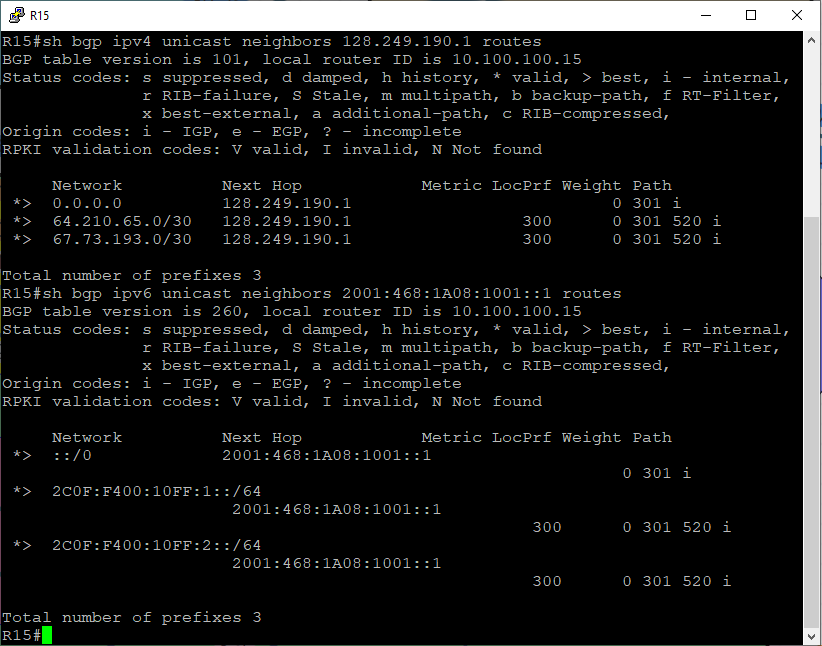 R15
R15#sh bgp ipv4 unicast neighbors 128.249.190.1 routes
BGP table version is 101, local router ID is 10.100.100.15
Status codes: s suppressed, d damped, h history, * valid, > best, i - internal,
              r RIB-failure, S Stale, m multipath, b backup-path, f RT-Filter,
              x best-external, a additional-path, c RIB-compressed,
Origin codes: i - IGP, e - EGP, ? - incomplete
RPKI validation codes: V valid, I invalid, N Not found
     Network          Next Hop            Metric LocPrf Weight Path
 *>  0.0.0.0          128.249.190.1                          0 301 i
 *>  64.210.65.0/30   128.249.190.1                 300      0 301 520 i
 *>  67.73.193.0/30   128.249.190.1                 300      0 301 520 i
Total number of prefixes 3
R15#sh bgp ipv6 unicast neighbors 2001:468:1A08:1001::1 routes
BGP table version is 260, local router ID is 10.100.100.15
Status codes: s suppressed, d damped, h history, * valid, > best, i - internal,
              r RIB-failure, S Stale, m multipath, b backup-path, f RT-Filter,
              x best-external, a additional-path, c RIB-compressed,
Origin codes: i - IGP, e - EGP, ? - incomplete
RPKI validation codes: V valid, I invalid, N Not found
     Network          Next Hop            Metric LocPrf Weight Path
 *>  ::/0             2001:468:1A08:1001::1
                                                              0 301 i
 *>  2C0F:F400:10FF:1::/64
                       2001:468:1A08:1001::1
                                                     300      0 301 520 i
 *>  2C0F:F400:10FF:2::/64
                       2001:468:1A08:1001::1
                                                     300      0 301 520 i
Total number of prefixes 3
R15#